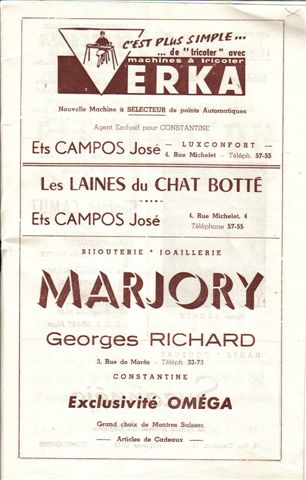 C'EST PLUS SIMPLE...
... de "tricoter" avec
machines à tricoter
VERKA
Nouvelle Machine à SÉLECTEUR de points Automatiques
Agent Exclusif pour CONSTANTINE
Ets CAMPOS José — LUXCONFORT —
4, Rue Michelet - Téléph. 57-55
Les LAINES du CHAT BOTTÉ
Ets CAMPOS José
4, Rue Michelet, 4
Téléphone 57-55
BIJOUTERIE * JOAILLERIE
MARJORY
Georges RICHARD
3, Rue de Morès - Téléph. 33-73
CONSTANTINE
Exclusivité OMÉGA
Grand choix de Montres Suisses
— Articles de Cadeaux —